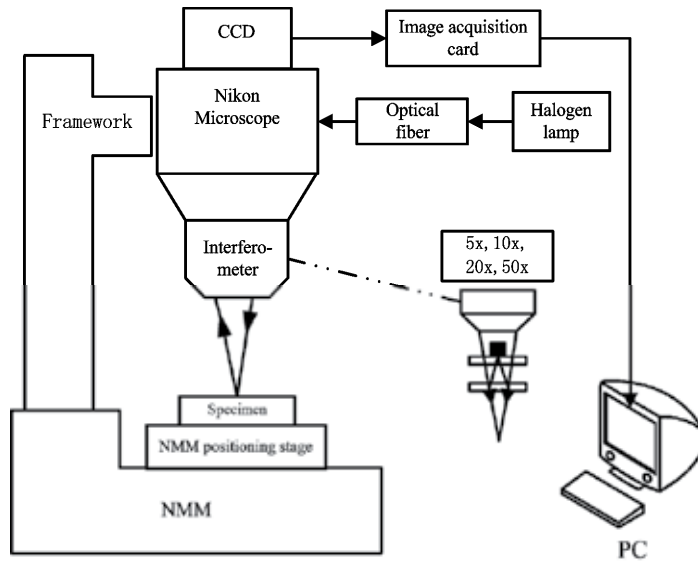 CCD
Image acquisition
card
Framework
Nikon
Microscope
Optical
fiber
Halogen
lamp
Interfero-
meter
5x, 10x,
20x, 50x
Specimen
NMM positioning stage
NMM
PC